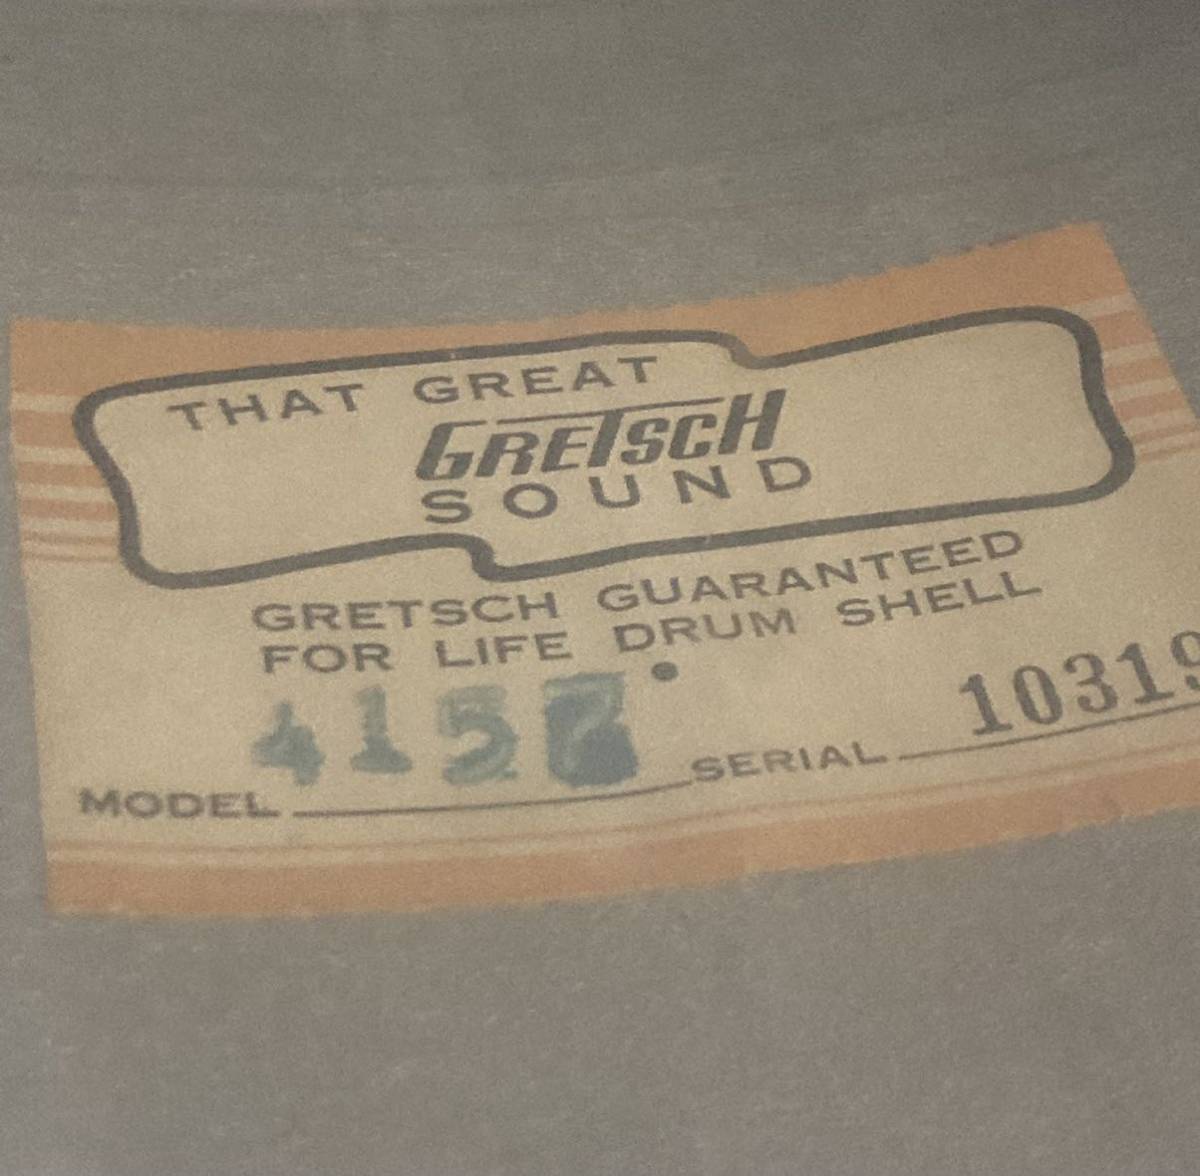 THAT GREAT
GRETSCH
SOUND
GRETSCH GUARANTEED
FOR LIFE DRUM SHELL
MODEL SERIAL 10319